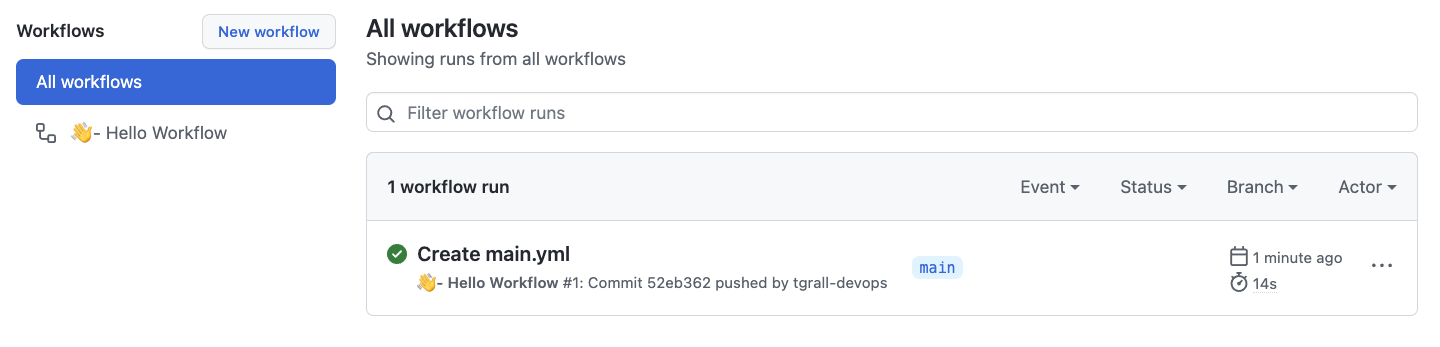 Workflows
New workflow
All workflows
👋- Hello Workflow
All workflows
Showing runs from all workflows
Filter workflow runs
1 workflow run
Event
Status
Branch
Actor
Create main.yml
👋- Hello Workflow #1: Commit 52eb362 pushed by tgrall-devops
main
1 minute ago
14s